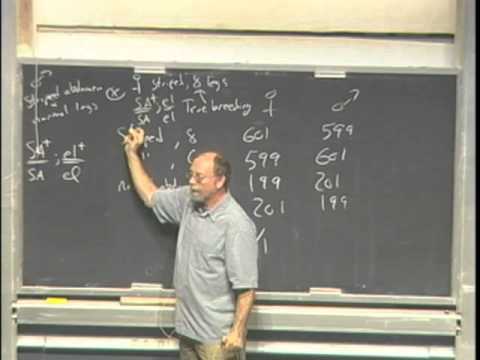 ♂
striped abdomen
normal legs
⊗
♀ striped, 8 legs
SA⁺ ; el
SA el
True breeding
♀ ♂
SA⁺ ; el⁺
SA el
8 601 599
599 601
199 201
201 199